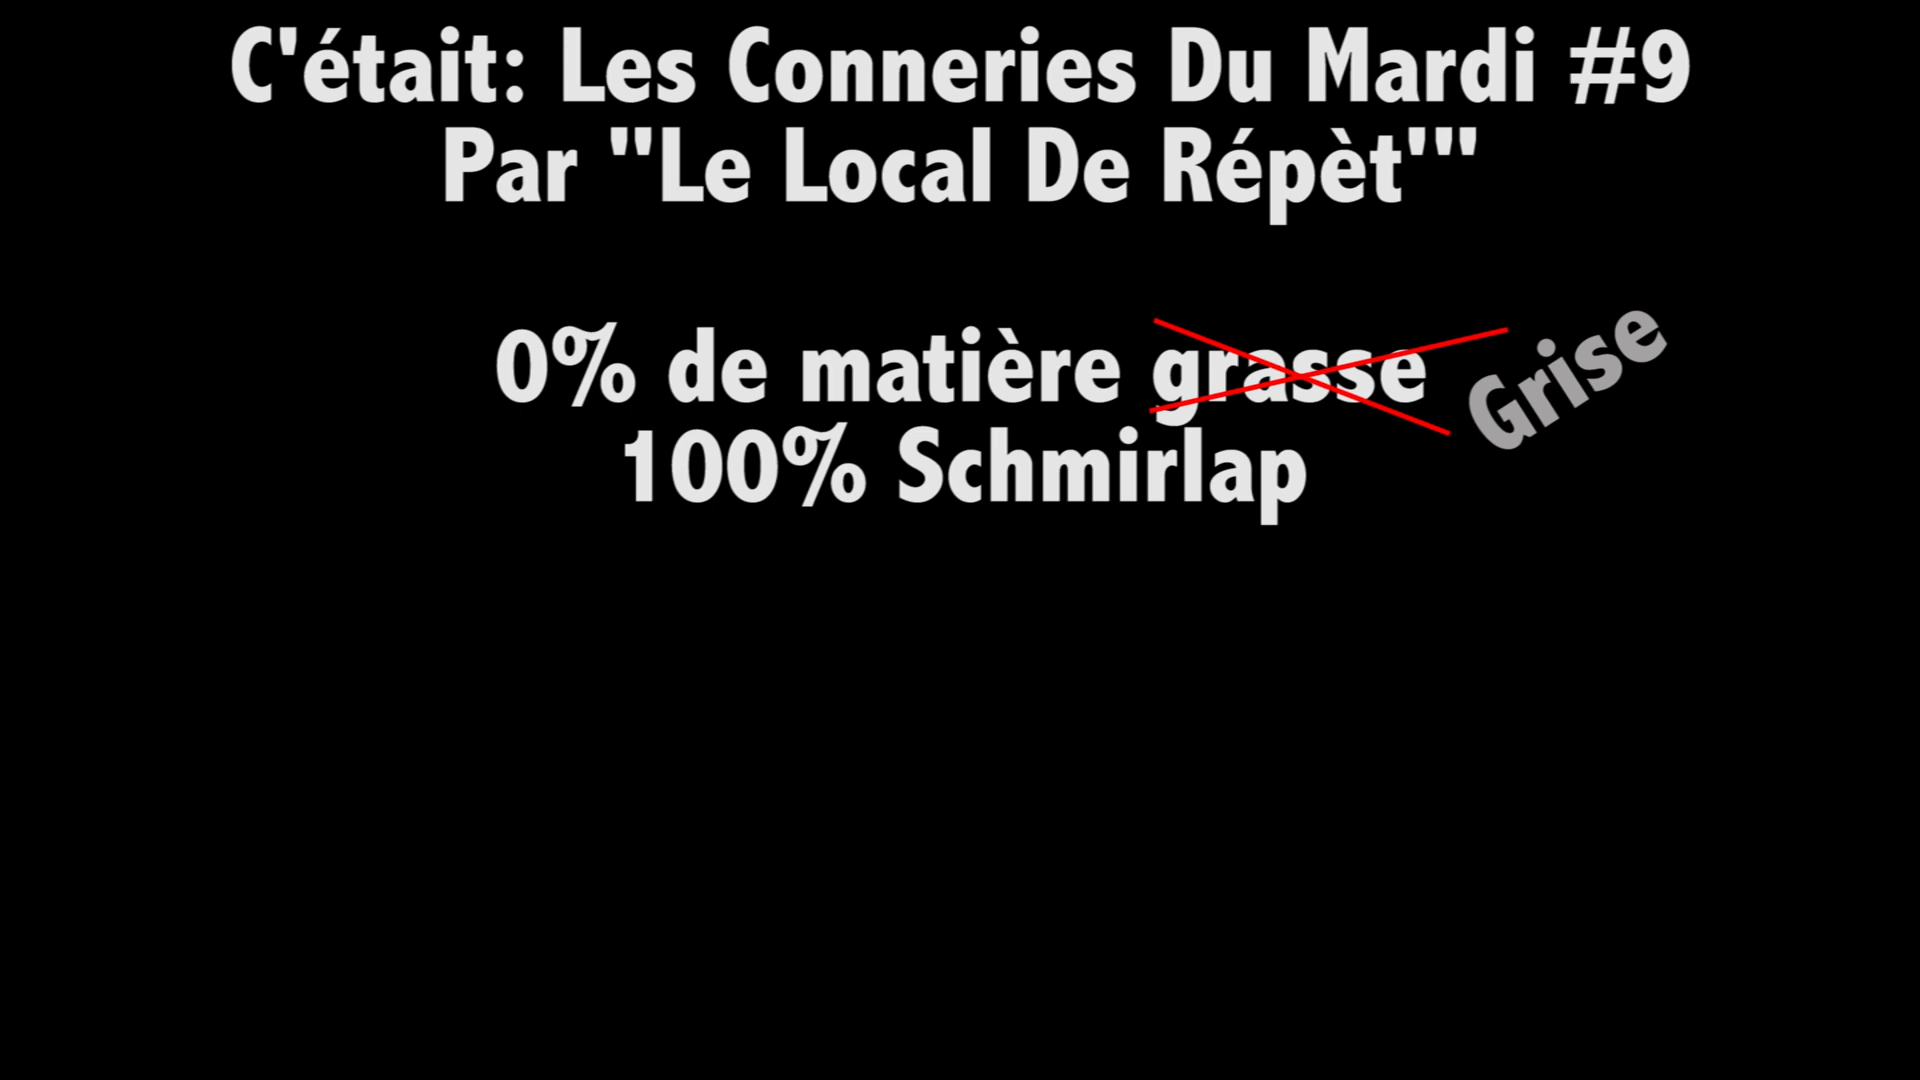 C'était: Les Conneries Du Mardi #9
Par "Le Local De Répèt'"
0% de matière grasse Grise
100% Schmirlap